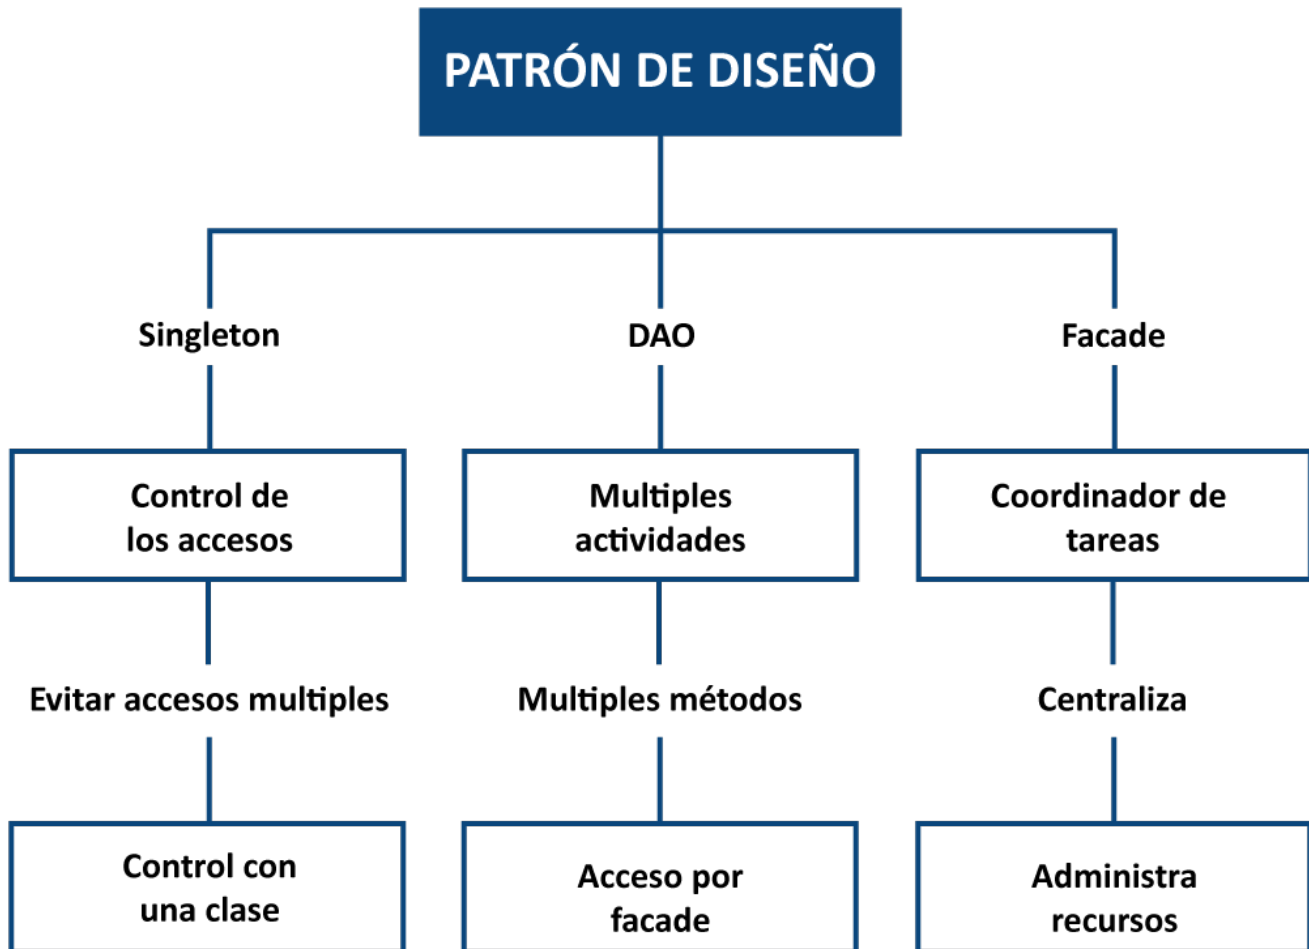 PATRÓN DE DISEÑO
Singleton
DAO
Facade
Control de
los accesos
Multiples
actividades
Coordinador de
tareas
Evitar accesos multiples
Multiples métodos
Centraliza
Control con
una clase
Acceso por
facade
Administra
recursos